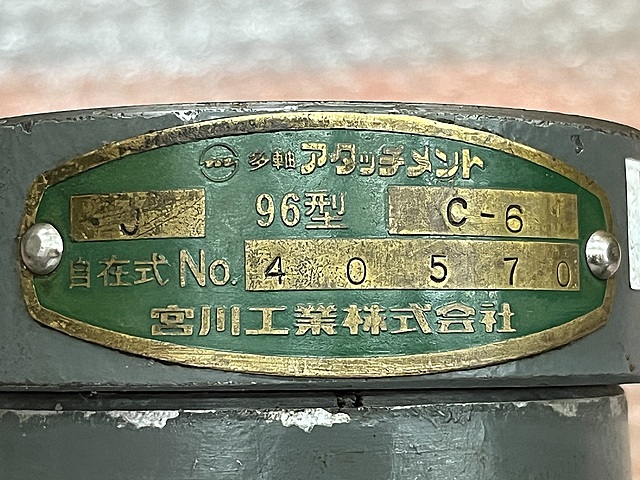 多軸アタッチメント
J 96型 C-6
自在式 No. 40570
宮川工業株式会社